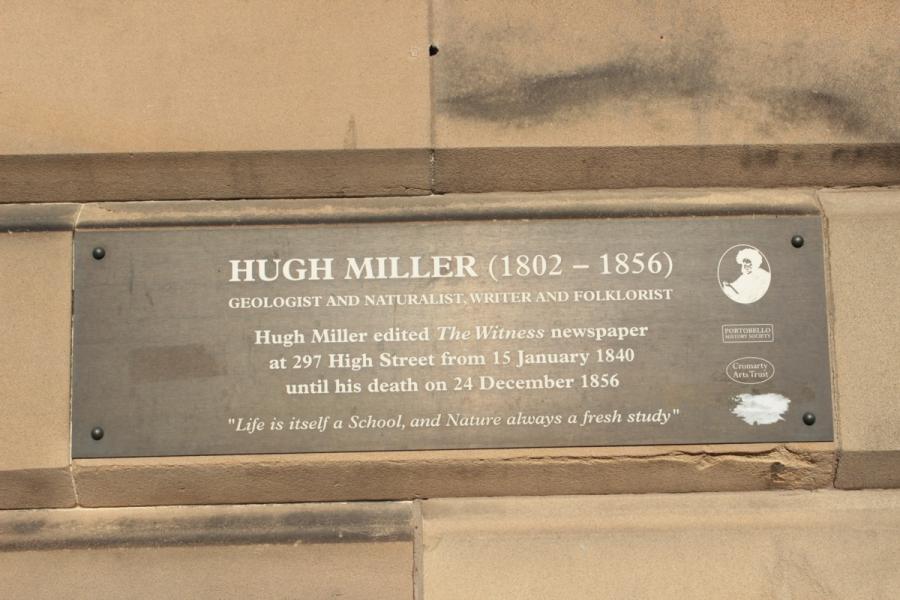 HUGH MILLER (1802 – 1856)
GEOLOGIST AND NATURALIST, WRITER AND FOLKLORIST
Hugh Miller edited The Witness newspaper
at 297 High Street from 15 January 1840
until his death on 24 December 1856
"Life is itself a School, and Nature always a fresh study"
PORTOBELLO
HISTORY SOCIETY
Cromarty
Arts Trust